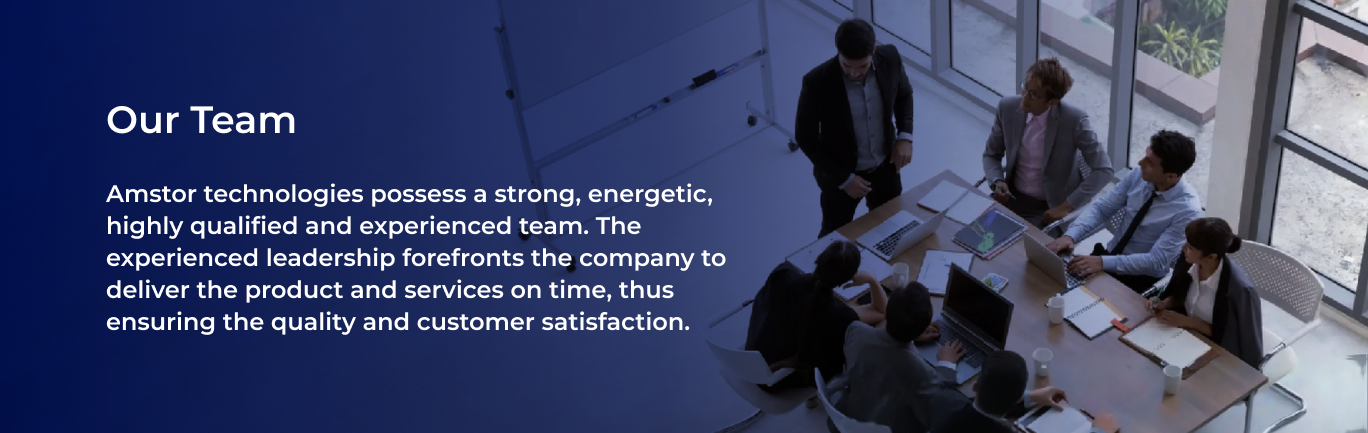 Our Team
Amstor technologies possess a strong, energetic,
highly qualified and experienced team. The
experienced leadership forefronts the company to
deliver the product and services on time, thus
ensuring the quality and customer satisfaction.